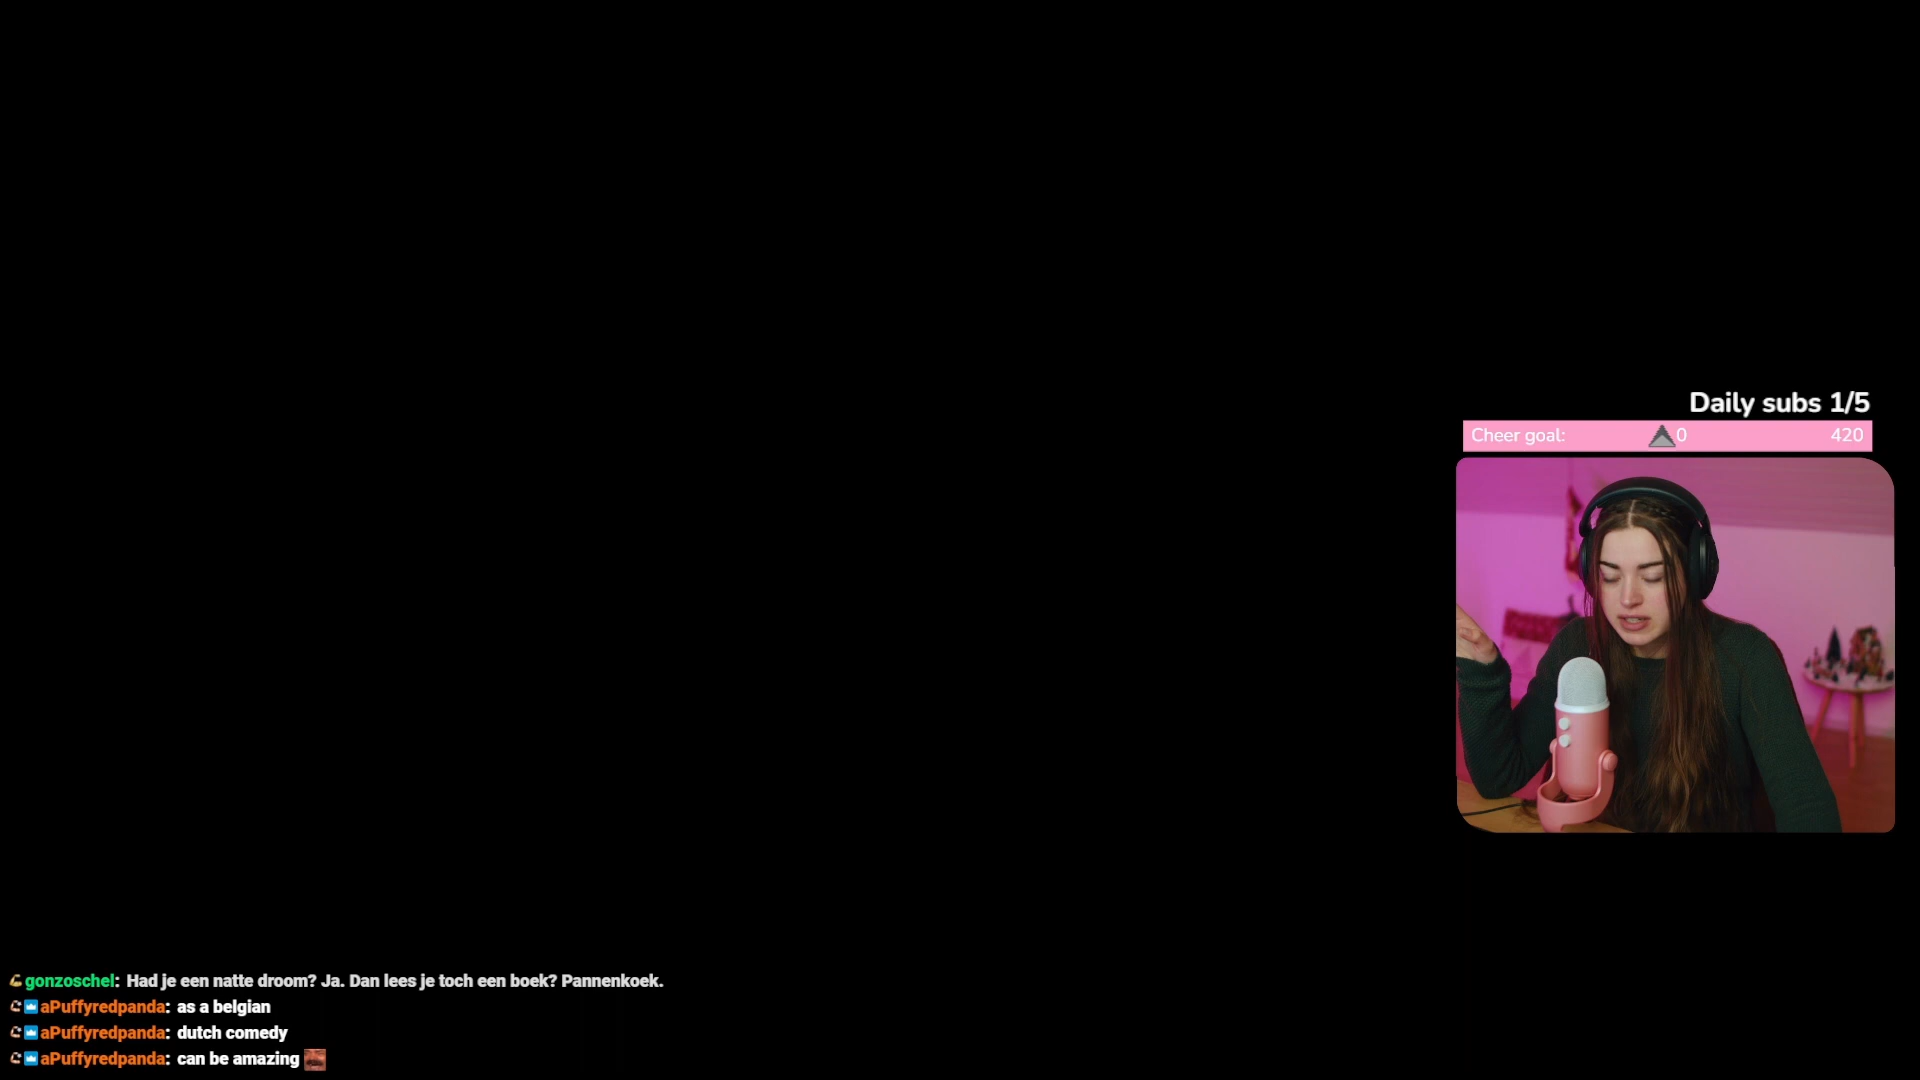 Daily subs 1/5
Cheer goal: 0 420
gonzoschel: Had je een natte droom? Ja. Dan lees je toch een boek? Pannenkoek.
aPuffyredpanda: as a belgian
aPuffyredpanda: dutch comedy
aPuffyredpanda: can be amazing